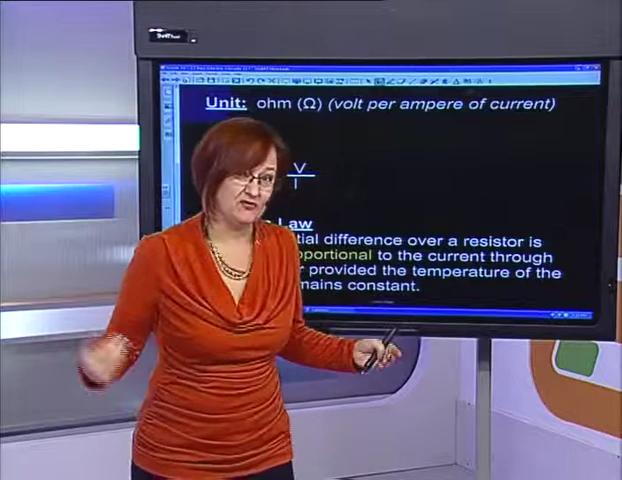 Unit: ohm (Ω) (volt per ampere of current)
V
I
Law
tial difference over a resistor is
oportional to the current through
r provided the temperature of the
mains constant.